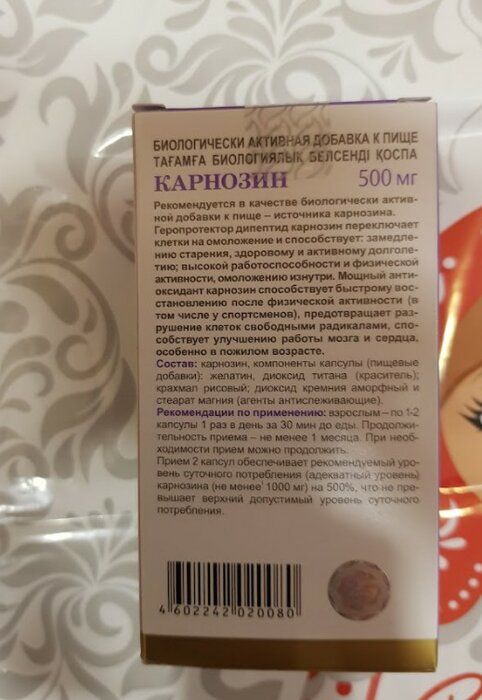 БИОЛОГИЧЕСКИ АКТИВНАЯ ДОБАВКА К ПИЩЕ
ТАҒАМҒА БИОЛОГИЯЛЫҚ БЕЛСЕНДІ ҚОСПА
КАРНОЗИН 500 мг
Рекомендуется в качестве биологически актив-
ной добавки к пище – источника карнозина.
Геропротектор дипептид карнозин переключает
клетки на омоложение и способствует: замедле-
нию старения, здоровому и активному долголе-
тию; высокой работоспособности и физической
активности, омоложению изнутри. Мощный анти-
оксидант карнозин способствует быстрому вос-
становлению после физической активности (в
том числе у спортсменов), предотвращает раз-
рушение клеток свободными радикалами, спо-
собствует улучшению работы мозга и сердца,
особенно в пожилом возрасте.
Состав: карнозин, компоненты капсулы (пищевые
добавки): желатин, диоксид титана (краситель);
крахмал рисовый; диоксид кремния аморфный и
стеарат магния (агенты антислеживающие).
Рекомендации по применению: взрослым – по 1-2
капсулы 1 раз в день за 30 мин до еды. Продолжи-
тельность приема – не менее 1 месяца. При необ-
ходимости прием можно продолжить.
Прием 2 капсул обеспечивает рекомендуемый уро-
вень суточного потребления (адекватный уровень)
карнозина (не менее 1000 мг) на 500%, что не пре-
вышает верхний допустимый уровень суточного
потребления.
4 602242 020080